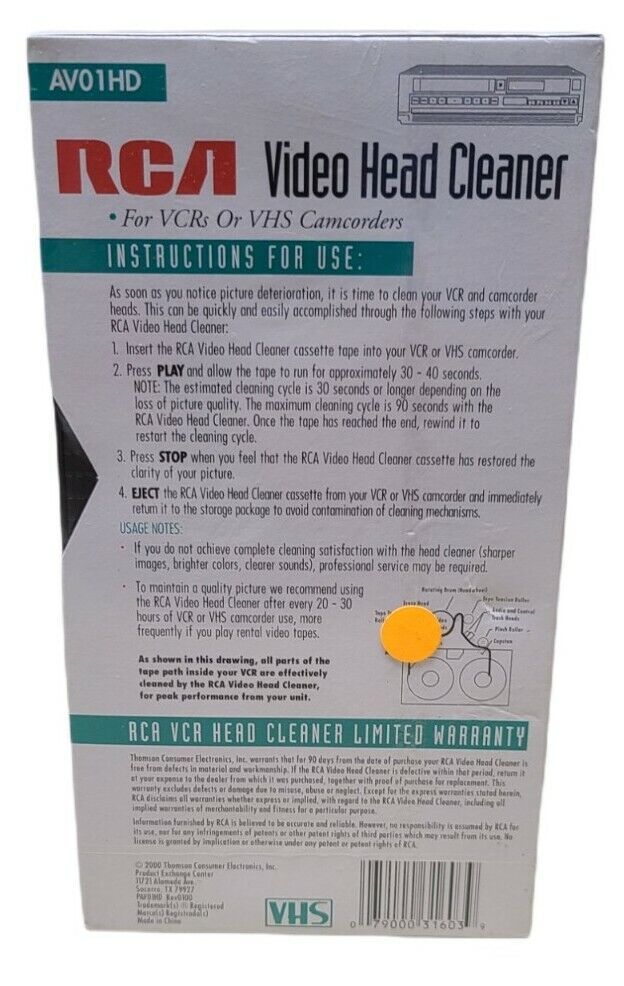 AV01HD
RCA Video Head Cleaner
• For VCRs Or VHS Camcorders
INSTRUCTIONS FOR USE:
As soon as you notice picture deterioration, it is time to clean your VCR and camcorder
heads. This can be quickly and easily accomplished through the following steps with your
RCA Video Head Cleaner:
1. Insert the RCA Video Head Cleaner cassette tape into your VCR or VHS camcorder.
2. Press PLAY and allow the tape to run for approximately 30 - 40 seconds.
NOTE: The estimated cleaning cycle is 30 seconds or longer depending on the
loss of picture quality. The maximum cleaning cycle is 90 seconds with the
RCA Video Head Cleaner. Once the tape has reached the end, rewind it to
restart the cleaning cycle.
3. Press STOP when you feel that the RCA Video Head Cleaner cassette has restored the
clarity of your picture.
4. EJECT the RCA Video Head Cleaner cassette from your VCR or VHS camcorder and immediately
return it to the storage package to avoid contamination of cleaning mechanisms.
USAGE NOTES:
• If you do not achieve complete cleaning satisfaction with the head cleaner (sharper
images, brighter colors, clearer sounds), professional service may be required.
• To maintain a quality picture we recommend using
the RCA Video Head Cleaner after every 20 - 30
hours of VCR or VHS camcorder use, more
frequently if you play rental video tapes.
As shown in this drawing, all parts of the
tape path inside your VCR are effectively
cleaned by the RCA Video Head Cleaner,
for peak performance from your unit.
Rotating Drum (Headwheel)
Tape Tension Roller
Erase Head
Audio and Control
Track Heads
Pinch Roller
Capstan
RCA VCR HEAD CLEANER LIMITED WARRANTY
Thomson Consumer Electronics, Inc. warrants that for 90 days from the date of purchase your RCA Video Head Cleaner is
free from defects in material and workmanship. If the RCA Video Head Cleaner is defective within that period, return it
at your expense to the dealer from which it was purchased, together with proof of purchase for replacement. This
warranty excludes defects or damage due to misuse, abuse or neglect. Except for the express warranties stated herein,
RCA disclaims all warranties whether express or implied, with regard to the RCA Video Head Cleaner, including all
implied warranties of merchantability and fitness for a particular purpose.
Information furnished by RCA is believed to be accurate and reliable. However, no responsibility is assumed by RCA for
its use, nor for any infringements of patents or other patent rights of third parties which may result from its use. No
license is granted by implication or otherwise under any patent or patent rights of RCA.
© 2000 Thomson Consumer Electronics, Inc.
Product Exchange Center
11721 Alameda Ave.
Socorro, TX 79927
PAV01HD Rev0100
Trademark(s) ® Registered
Marca(s) Registrada(s)
Made in China
VHS
0 79000 31603 9